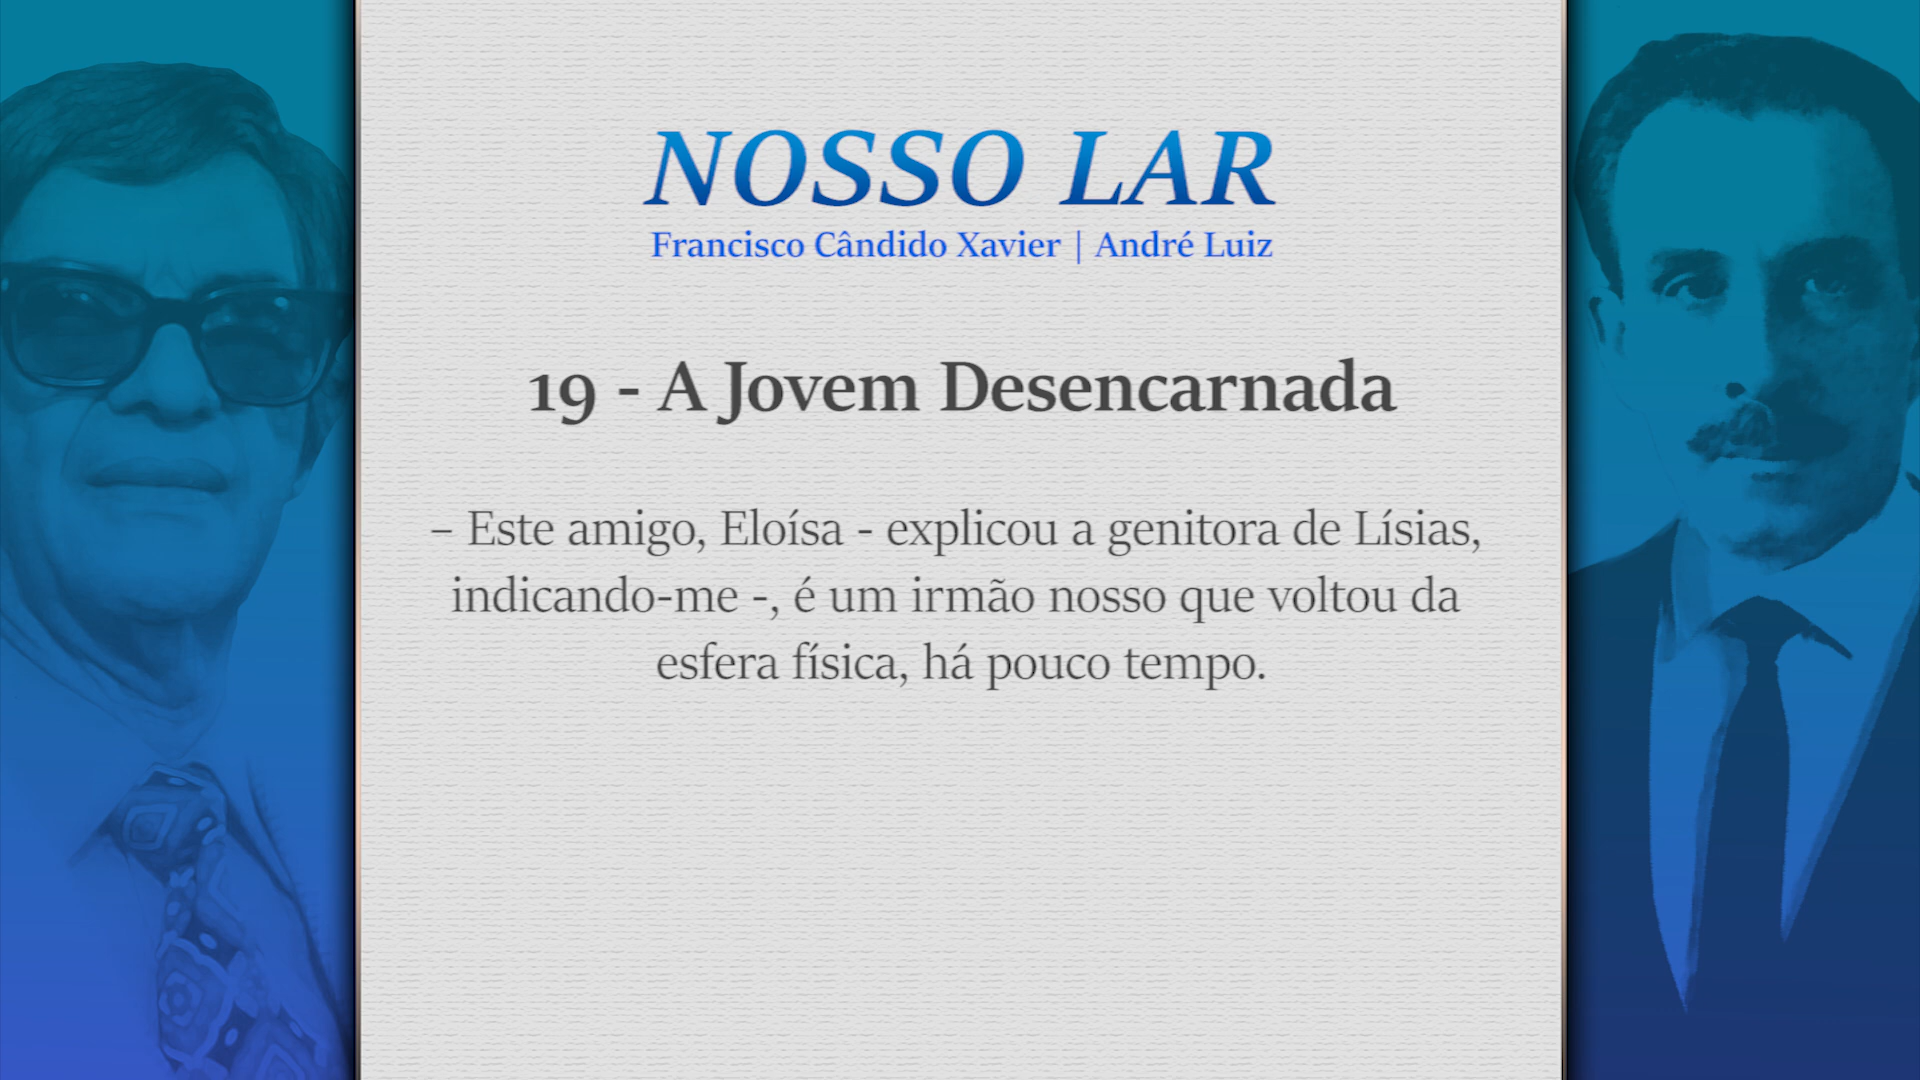 NOSSO LAR
Francisco Cândido Xavier | André Luiz
19 - A Jovem Desencarnada
– Este amigo, Eloísa - explicou a genitora de Lísias,
indicando-me -, é um irmão nosso que voltou da
esfera física, há pouco tempo.